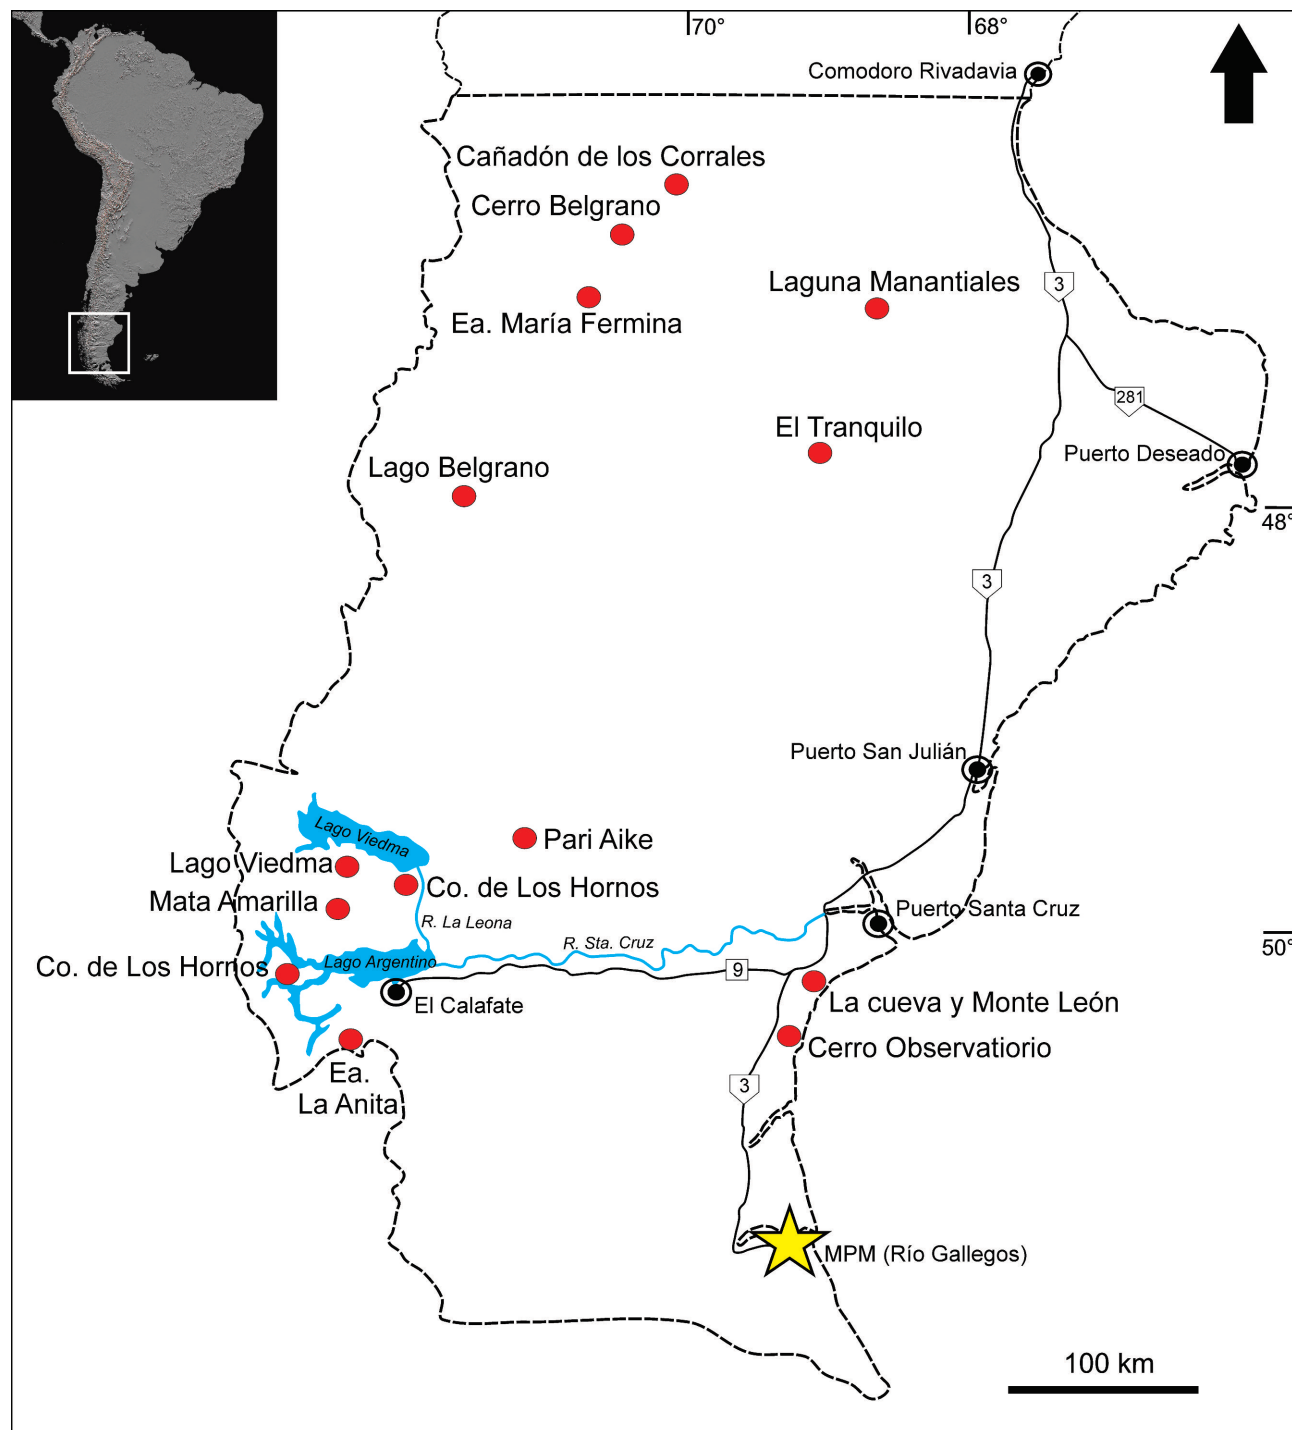 70°
68°
Comodoro Rivadavia
Cañadón de los Corrales
Cerro Belgrano
Laguna Manantiales
3
Ea. María Fermina
281
El Tranquilo
Puerto Deseado
Lago Belgrano
48°
3
Puerto San Julián
Lago Viedma
Pari Aike
Lago Viedma
Co. de Los Hornos
Mata Amarilla
Puerto Santa Cruz
R. La Leona
R. Sta. Cruz
50°
Lago Argentino
Co. de Los Hornos
9
El Calafate
La cueva y Monte León
Cerro Observatiorio
Ea.
La Anita
3
MPM (Río Gallegos)
100 km